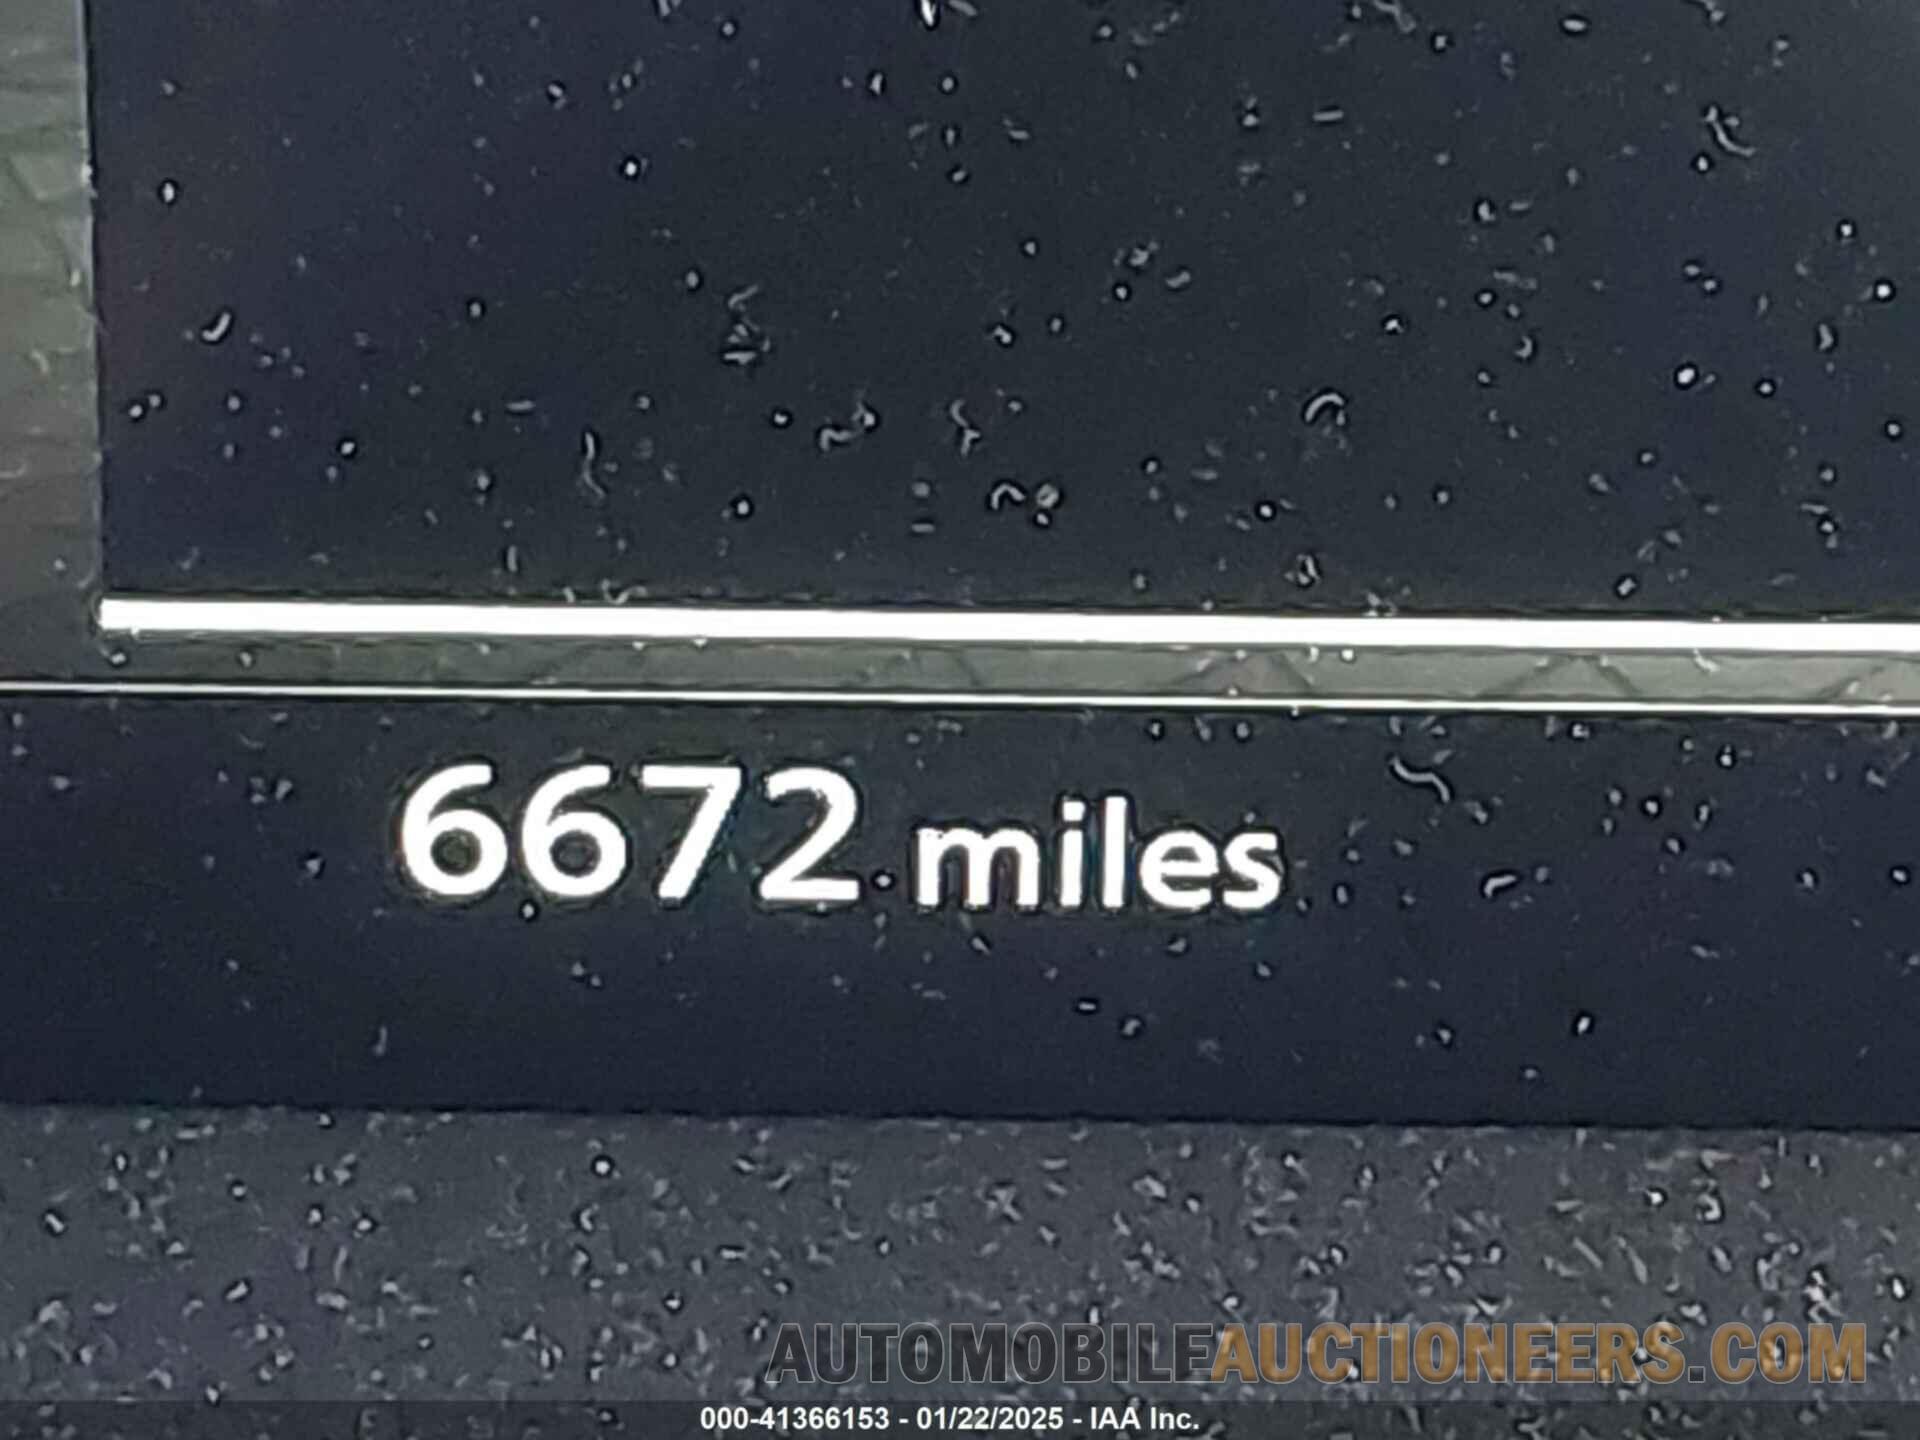 6672 miles
AUTOMOBILEAUCTIONEERS.COM
000-41366153 - 01/22/2025 - IAA Inc.